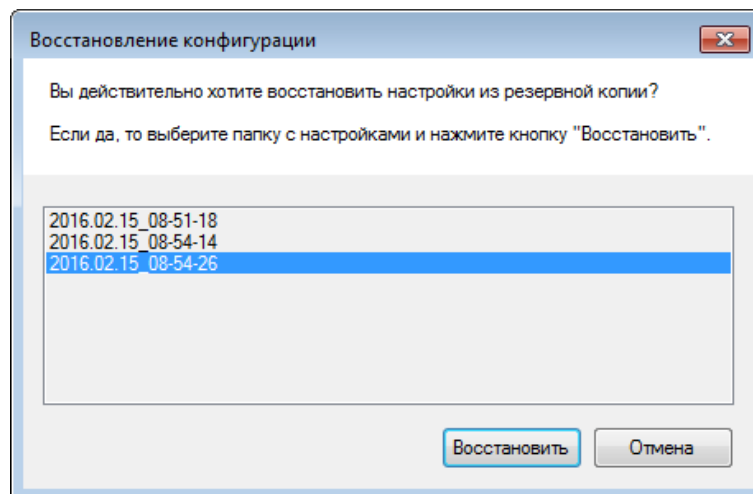 Восстановление конфигурации
Вы действительно хотите восстановить настройки из резервной копии?
Если да, то выберите папку с настройками и нажмите кнопку "Восстановить".
2016.02.15_08-51-18
2016.02.15_08-54-14
2016.02.15_08-54-26
Восстановить Отмена